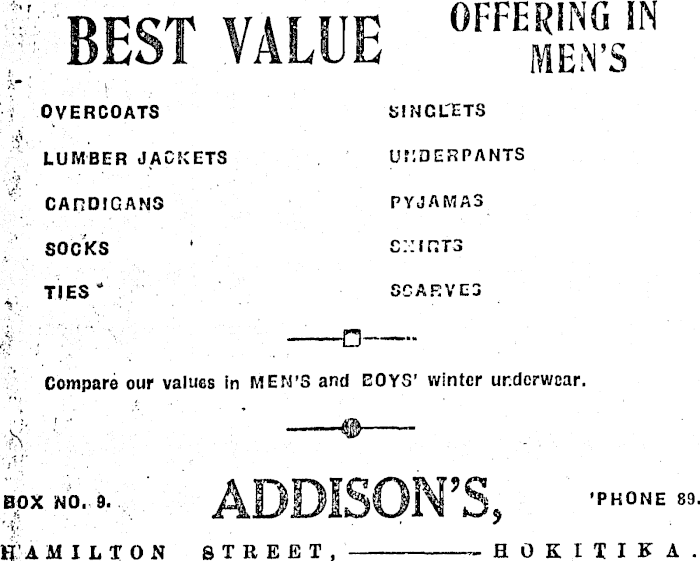 BEST VALUE OFFERING IN MEN'S
OVERCOATS
LUMBER JACKETS
CARDIGANS
SOCKS
TIES
SINGLETS
UNDERPANTS
PYJAMAS
SHIRTS
SCARVES
Compare our values in MEN'S and BOYS' winter underwear.
BOX NO. 9. ADDISON'S, 'PHONE 89.
HAMILTON STREET, HOKITIKA.